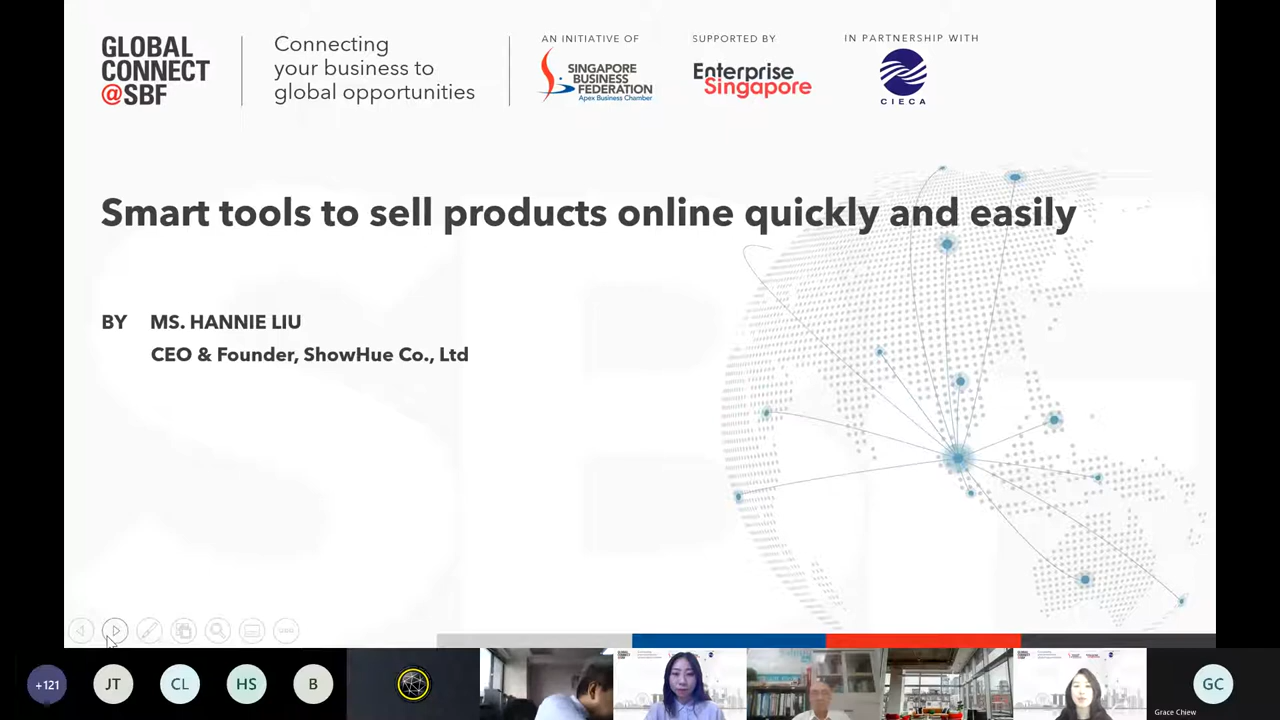 GLOBAL
CONNECT
@SBF
Connecting
your business to
global opportunities
AN INITIATIVE OF
SINGAPORE
BUSINESS
FEDERATION
Apex Business Chamber
SUPPORTED BY
Enterprise
Singapore
IN PARTNERSHIP WITH
CIECA
Smart tools to sell products online quickly and easily
BY MS. HANNIE LIU
CEO & Founder, ShowHue Co., Ltd
+121
JT
CL
HS
B
GC
Grace Chiew